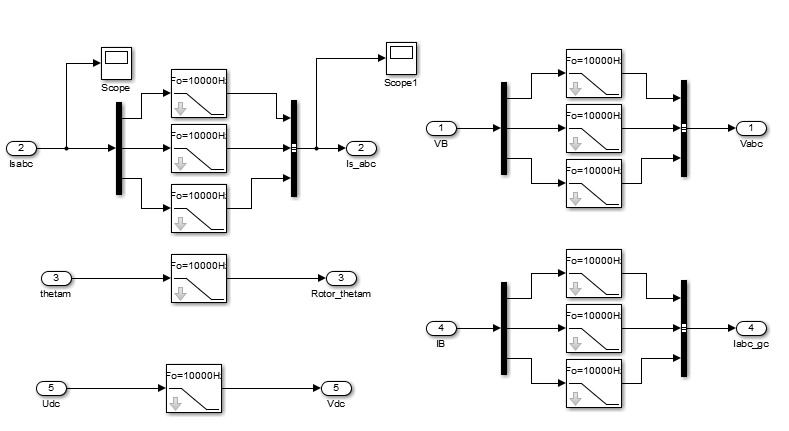 Scope
Scope1
Fo=10000Hz
Fo=10000Hz
Fo=10000Hz
2
Isabc
2
Is_abc
Fo=10000Hz
3
thetam
3
Rotor_thetam
Fo=10000Hz
5
Udc
5
Vdc
Fo=10000Hz
Fo=10000Hz
Fo=10000Hz
1
VB
1
Vabc
Fo=10000Hz
Fo=10000Hz
Fo=10000Hz
4
IB
4
Iabc_gc